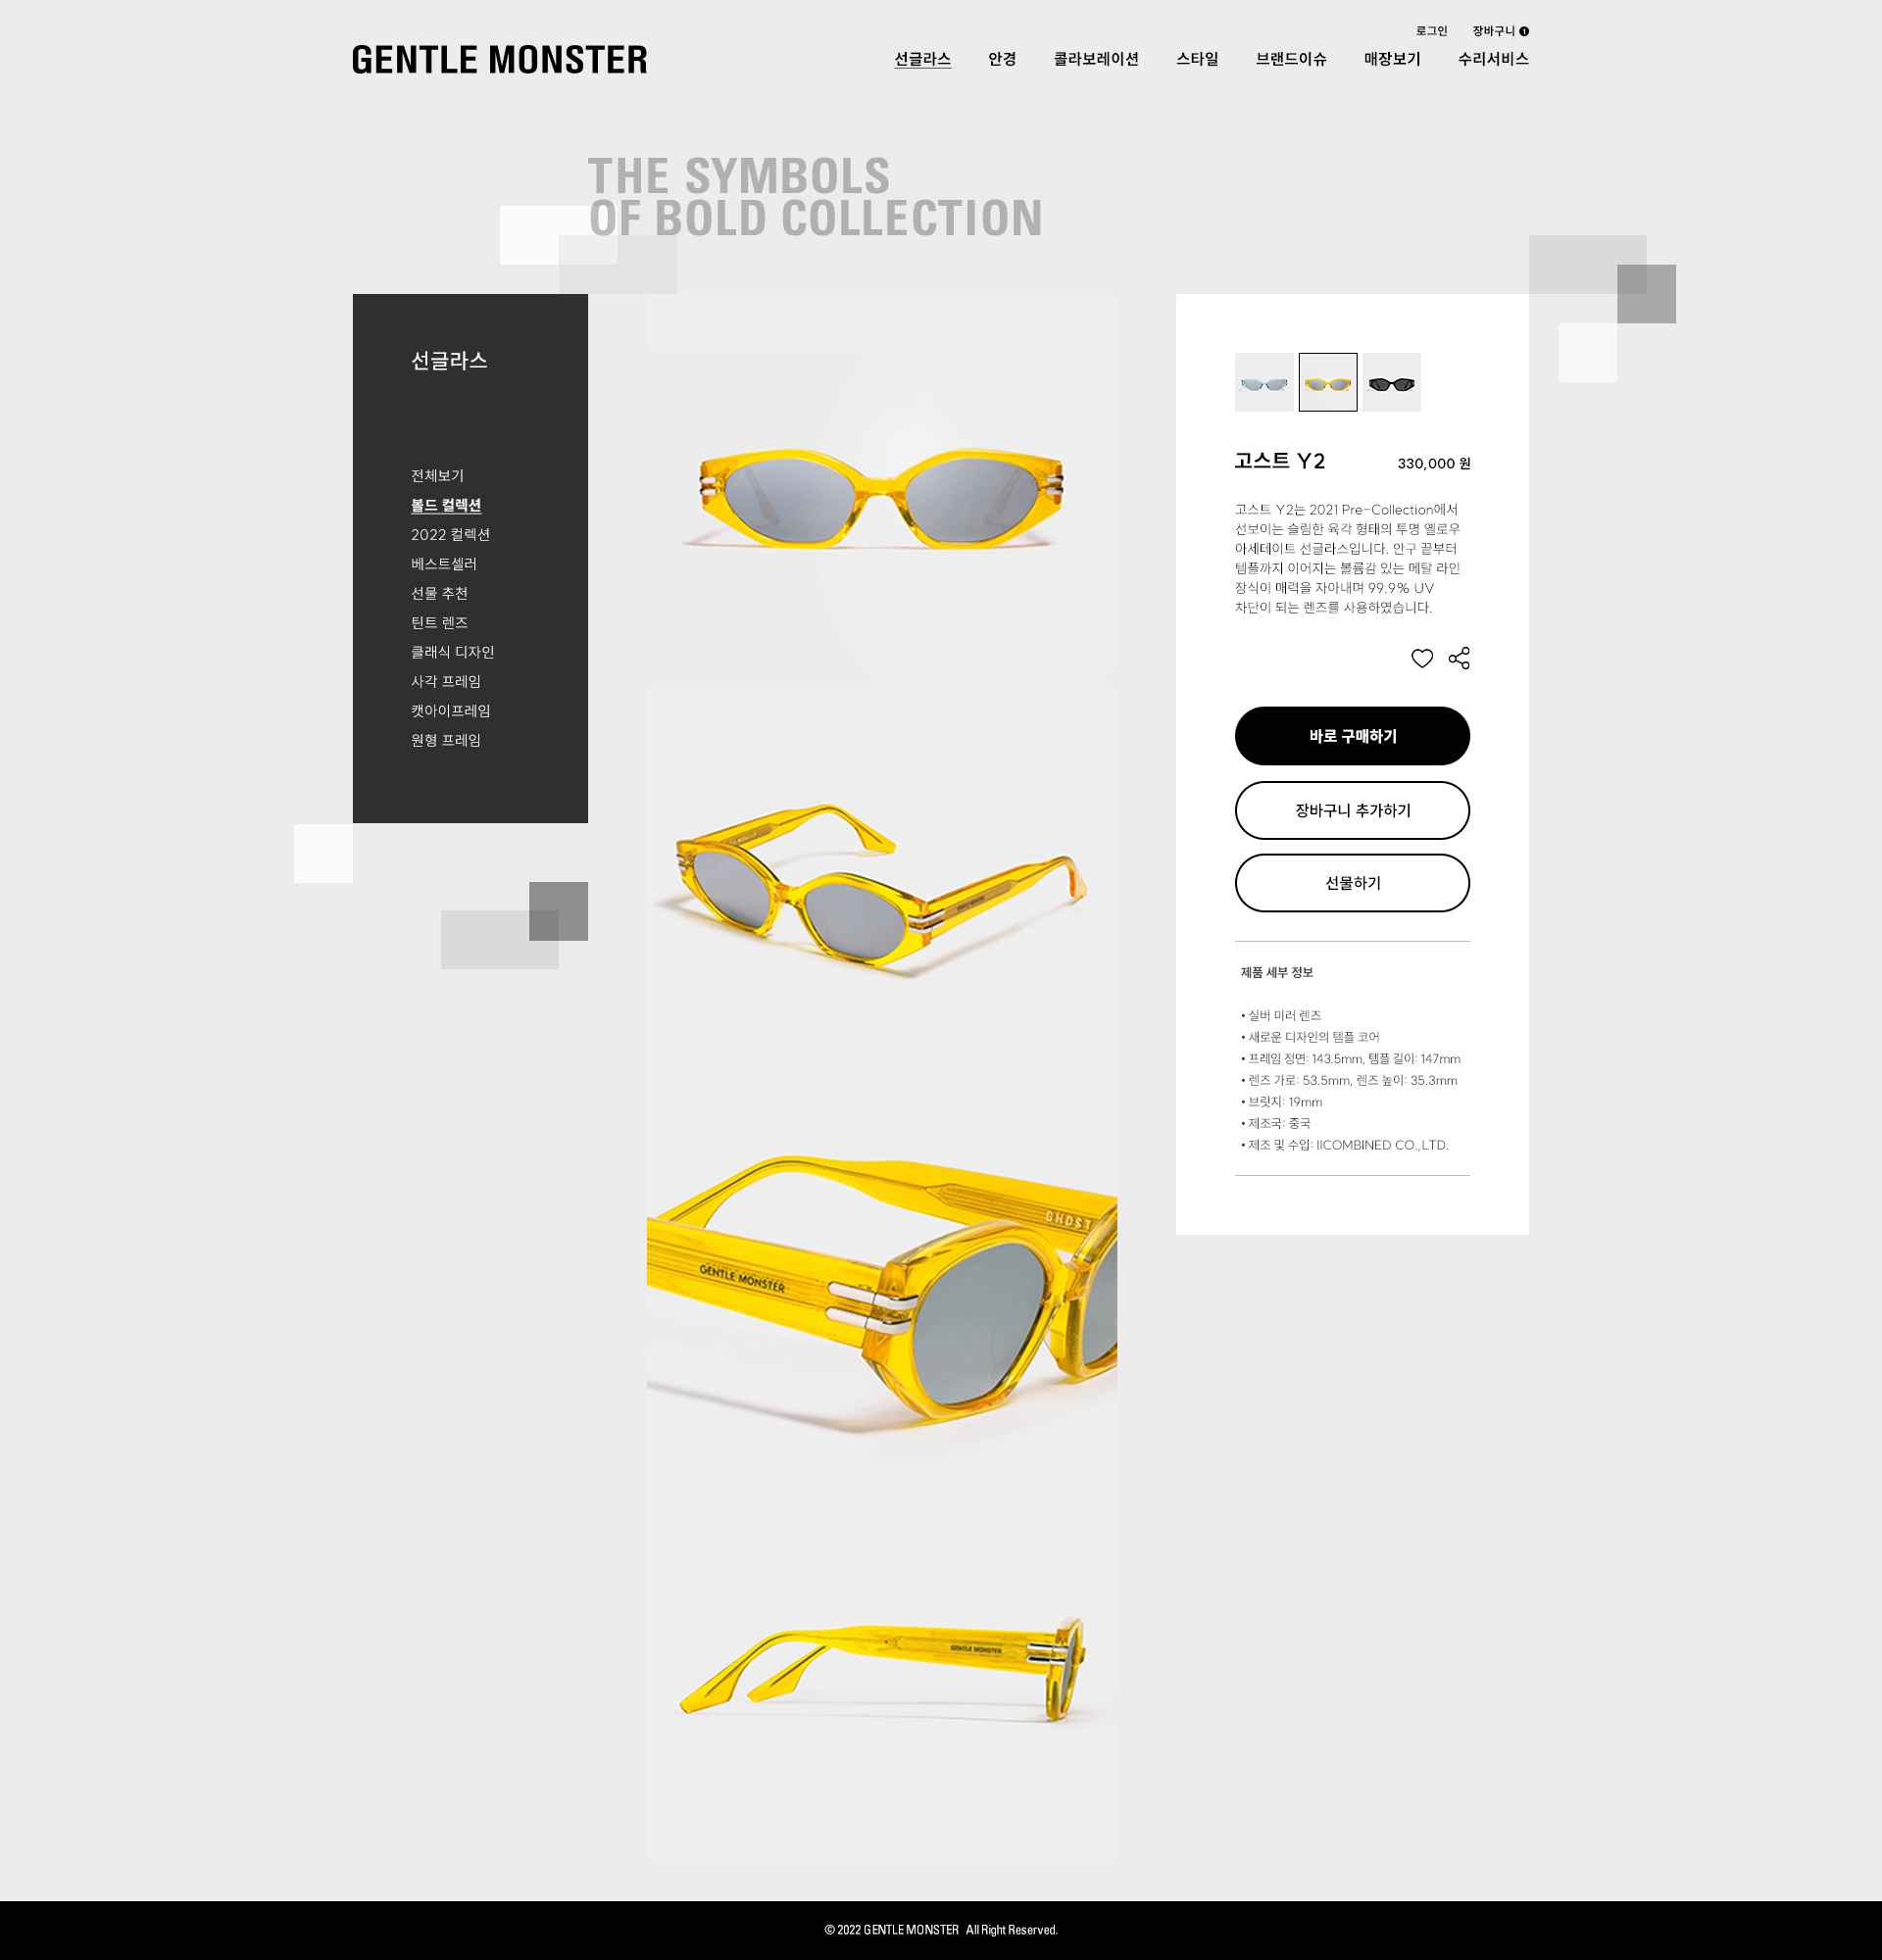 로그인 장바구니 1
GENTLE MONSTER
선글라스 안경 콜라보레이션 스타일 브랜드이슈 매장보기 수리서비스
THE SYMBOLS
OF BOLD COLLECTION
선글라스
전체보기
볼드 컬렉션
2022 컬렉션
베스트셀러
선물 추천
틴트 렌즈
클래식 디자인
사각 프레임
캣아이프레임
원형 프레임
GHOST
GENTLE MONSTER
GENTLE MONSTER
고스트 Y2 330,000 원
고스트 Y2는 2021 Pre-Collection에서
선보이는 슬림한 육각 형태의 투명 옐로우
아세테이트 선글라스입니다. 안구 끝부터
템플까지 이어지는 볼륨감 있는 메탈 라인
장식이 매력을 자아내며 99.9% UV
차단이 되는 렌즈를 사용하였습니다.
바로 구매하기
장바구니 추가하기
선물하기
제품 세부 정보
• 실버 미러 렌즈
• 새로운 디자인의 템플 코어
• 프레임 정면: 143.5mm, 템플 길이: 147mm
• 렌즈 가로: 53.5mm, 렌즈 높이: 35.3mm
• 브릿지: 19mm
• 제조국: 중국
• 제조 및 수입: IICOMBINED CO.,LTD.
© 2022 GENTLE MONSTER All Right Reserved.